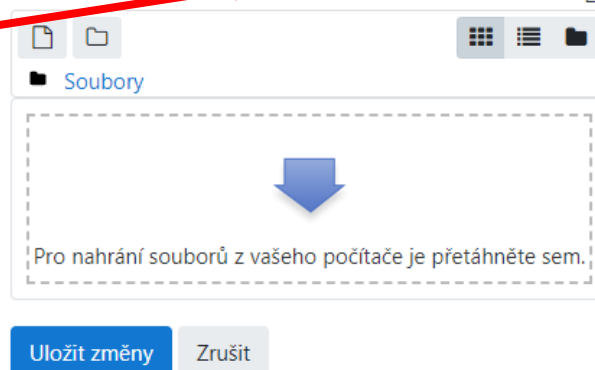 Soubory
Pro nahrání souborů z vašeho počítače je přetáhněte sem.
Uložit změny
Zrušit